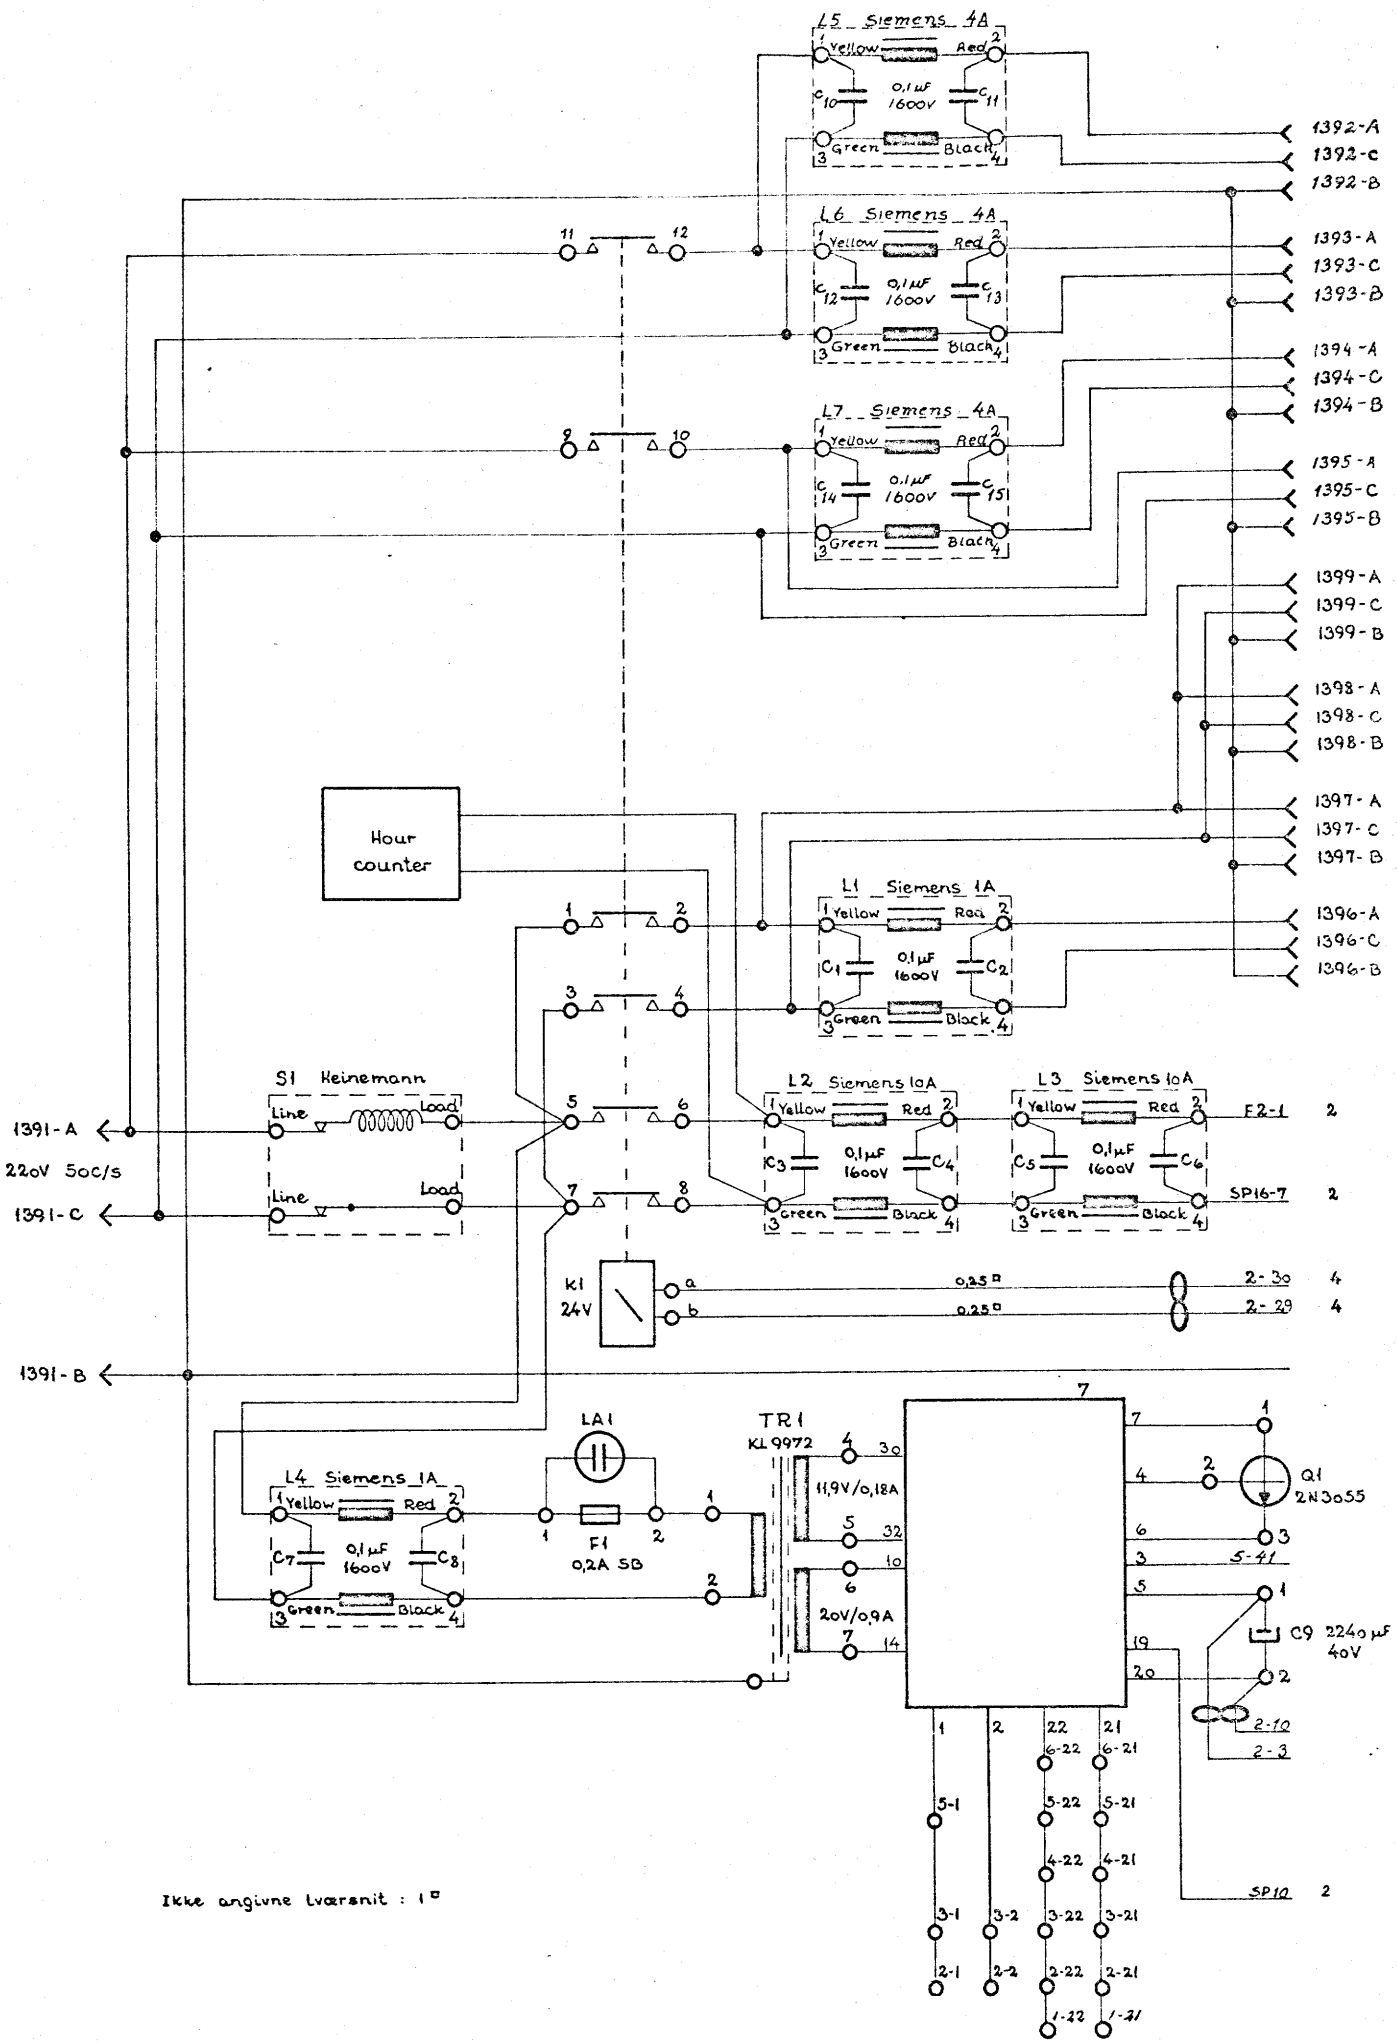 L5 Siemens 4A
1 Yellow Red 2
C10 0,1µF 1600V C11
3 Green Black 4
1392-A
1392-C
1392-B
L6 Siemens 4A
11 12
1 Yellow Red 2
C12 0,1µF 1600V C13
3 Green Black 4
1393-A
1393-C
1393-B
L7 Siemens 4A
9 10
1 Yellow Red 2
C14 0,1µF 1600V C15
3 Green Black 4
1394-A
1394-C
1394-B
1395-A
1395-C
1395-B
1399-A
1399-C
1399-B
1398-A
1398-C
1398-B
1397-A
1397-C
1397-B
Hour
counter
L1 Siemens 1A
1 2
1 Yellow Red 2
C1 0,1µF 1600V C2
3 4
3 Green Black 4
1396-A
1396-C
1396-B
S1 Heinemann
Line Load
Line Load
1391-A
220V 50C/S
1391-C
5 6
7 8
L2 Siemens 10A
1 Yellow Red 2
C3 0,1µF 1600V C4
3 Green Black 4
L3 Siemens 10A
1 Yellow Red 2
C5 0,1µF 1600V C6
3 Green Black 4
F2-1 2
SP16-7 2
K1
24V
a 0,25▫ 2-30 4
b 0,25▫ 2-29 4
1391-B
L4 Siemens 1A
1 Yellow Red 2
C7 0,1µF 1600V C8
3 Green Black 4
LA1
1 2
F1
0,2A SB
1
2
TR1
KL9972
4 30
11,9V/0,18A
5 32
6 10
20V/0,9A
7 14
7
7 1
4 2
Q1
2N3055
6 3
3 5-41
5 1
C9 2240µF
40V
19
20 2
2-10
2-3
1 2 22 21
6-22 6-21
5-1 5-22 5-21
4-22 4-21
3-1 3-2 3-22 3-21
2-1 2-2 2-22 2-21
1-22 1-21
SP10 2
Ikke angivne tværsnit : 1▫